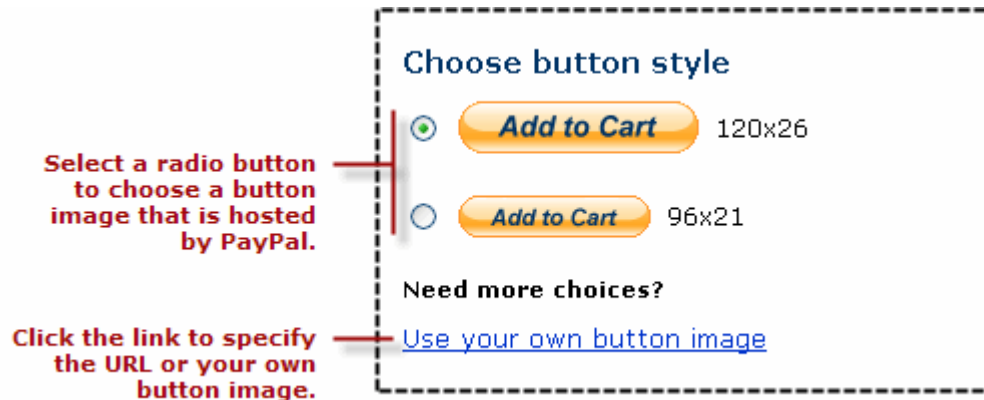 Choose button style
Add to Cart 120x26
Select a radio button
to choose a button
image that is hosted
by PayPal.
Add to Cart 96x21
Need more choices?
Click the link to specify
the URL or your own
button image.
Use your own button image